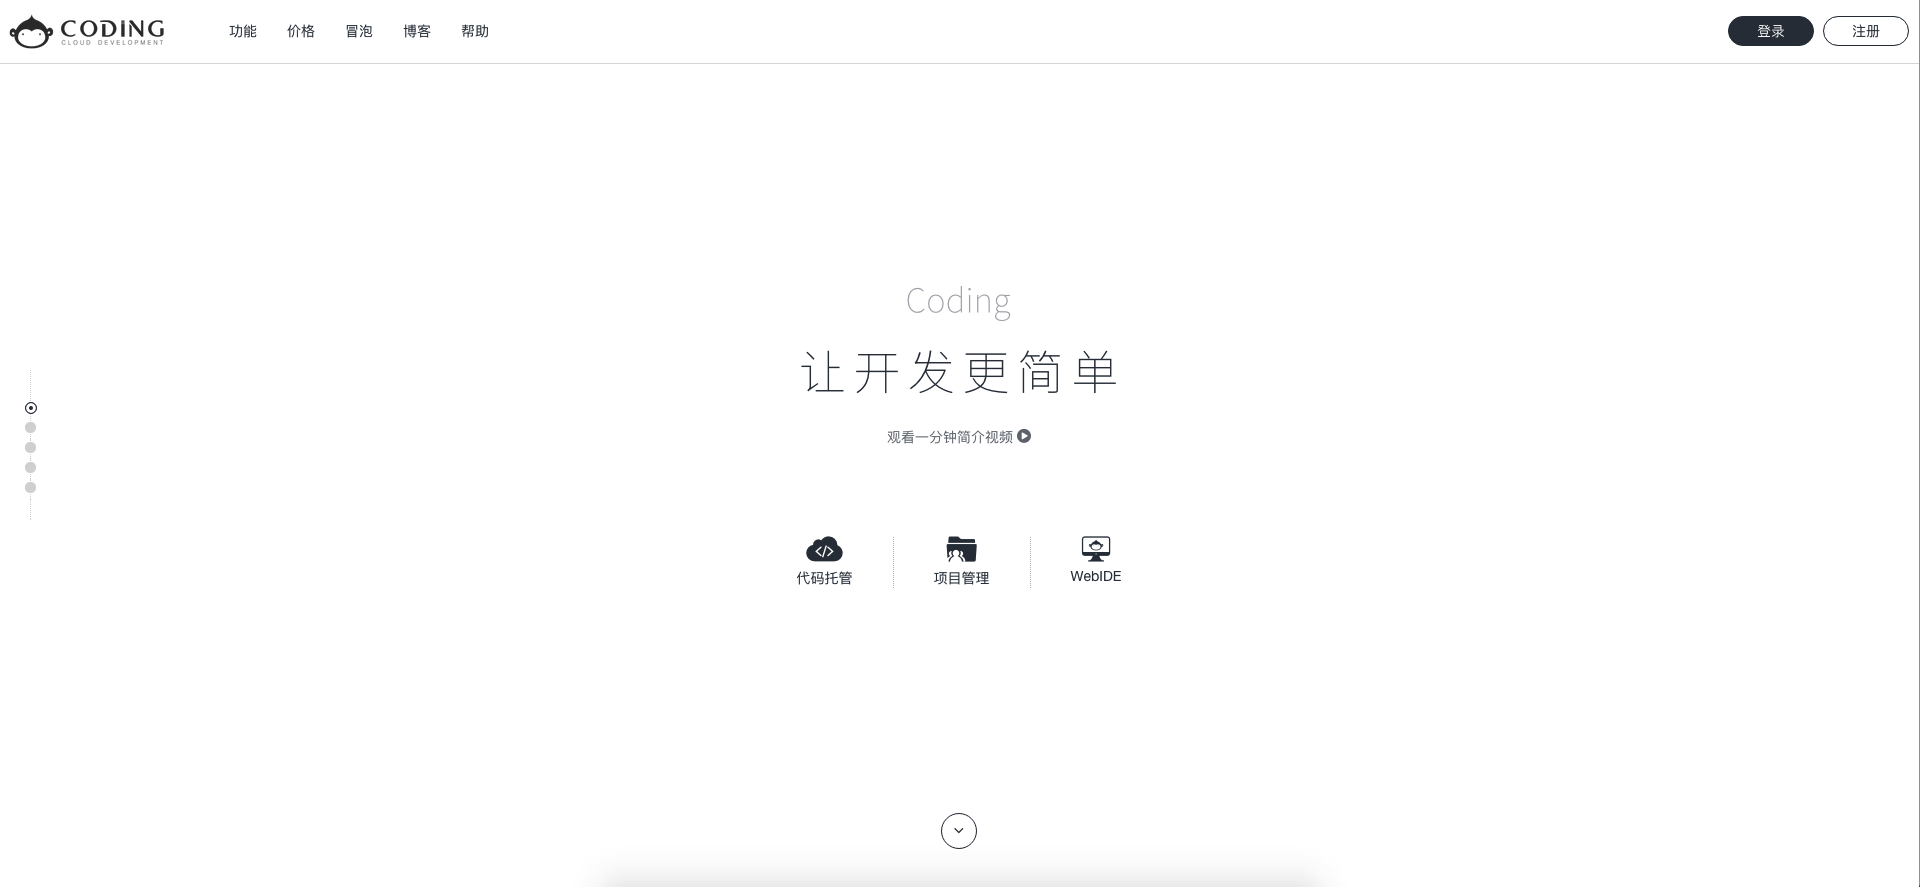 CODING
CLOUD DEVELOPMENT
功能 价格 冒泡 博客 帮助
登录 注册
Coding
让开发更简单
观看一分钟简介视频
代码托管 项目管理 WebIDE